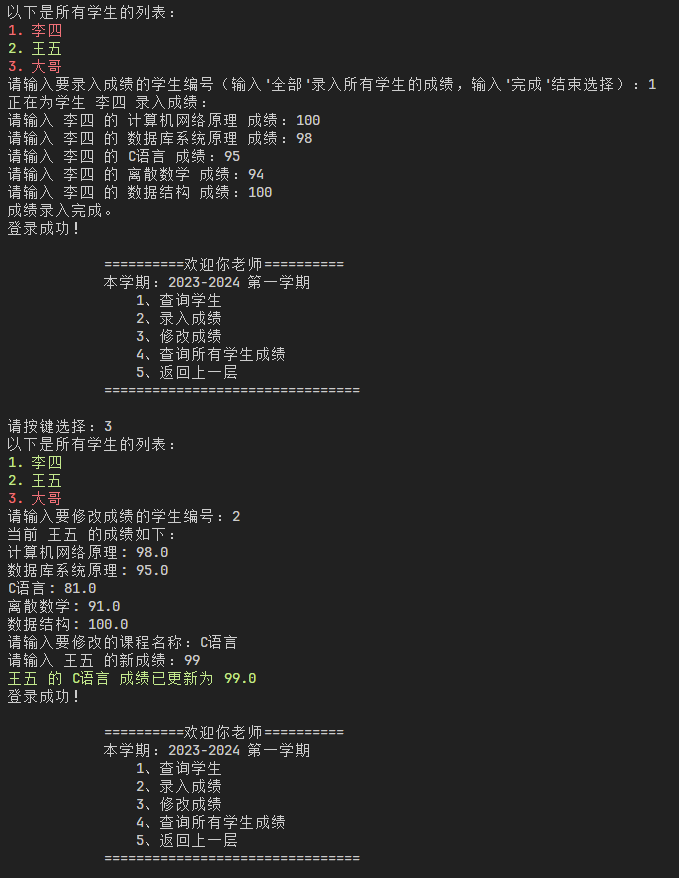 以下是所有学生的列表：
1. 李四
2. 王五
3. 大哥
请输入要录入成绩的学生编号（输入'全部'录入所有学生的成绩，输入'完成'结束选择）：1
正在为学生 李四 录入成绩：
请输入 李四 的 计算机网络原理 成绩：100
请输入 李四 的 数据库系统原理 成绩：98
请输入 李四 的 C语言 成绩：95
请输入 李四 的 离散数学 成绩：94
请输入 李四 的 数据结构 成绩：100
成绩录入完成。
登录成功！
==========欢迎你老师==========
本学期：2023-2024 第一学期
1、查询学生
2、录入成绩
3、修改成绩
4、查询所有学生成绩
5、返回上一层
================================
请按键选择：3
以下是所有学生的列表：
1. 李四
2. 王五
3. 大哥
请输入要修改成绩的学生编号：2
当前 王五 的成绩如下：
计算机网络原理: 98.0
数据库系统原理: 95.0
C语言: 81.0
离散数学: 91.0
数据结构: 100.0
请输入要修改的课程名称：C语言
请输入 王五 的新成绩：99
王五 的 C语言 成绩已更新为 99.0
登录成功！
==========欢迎你老师==========
本学期：2023-2024 第一学期
1、查询学生
2、录入成绩
3、修改成绩
4、查询所有学生成绩
5、返回上一层
================================